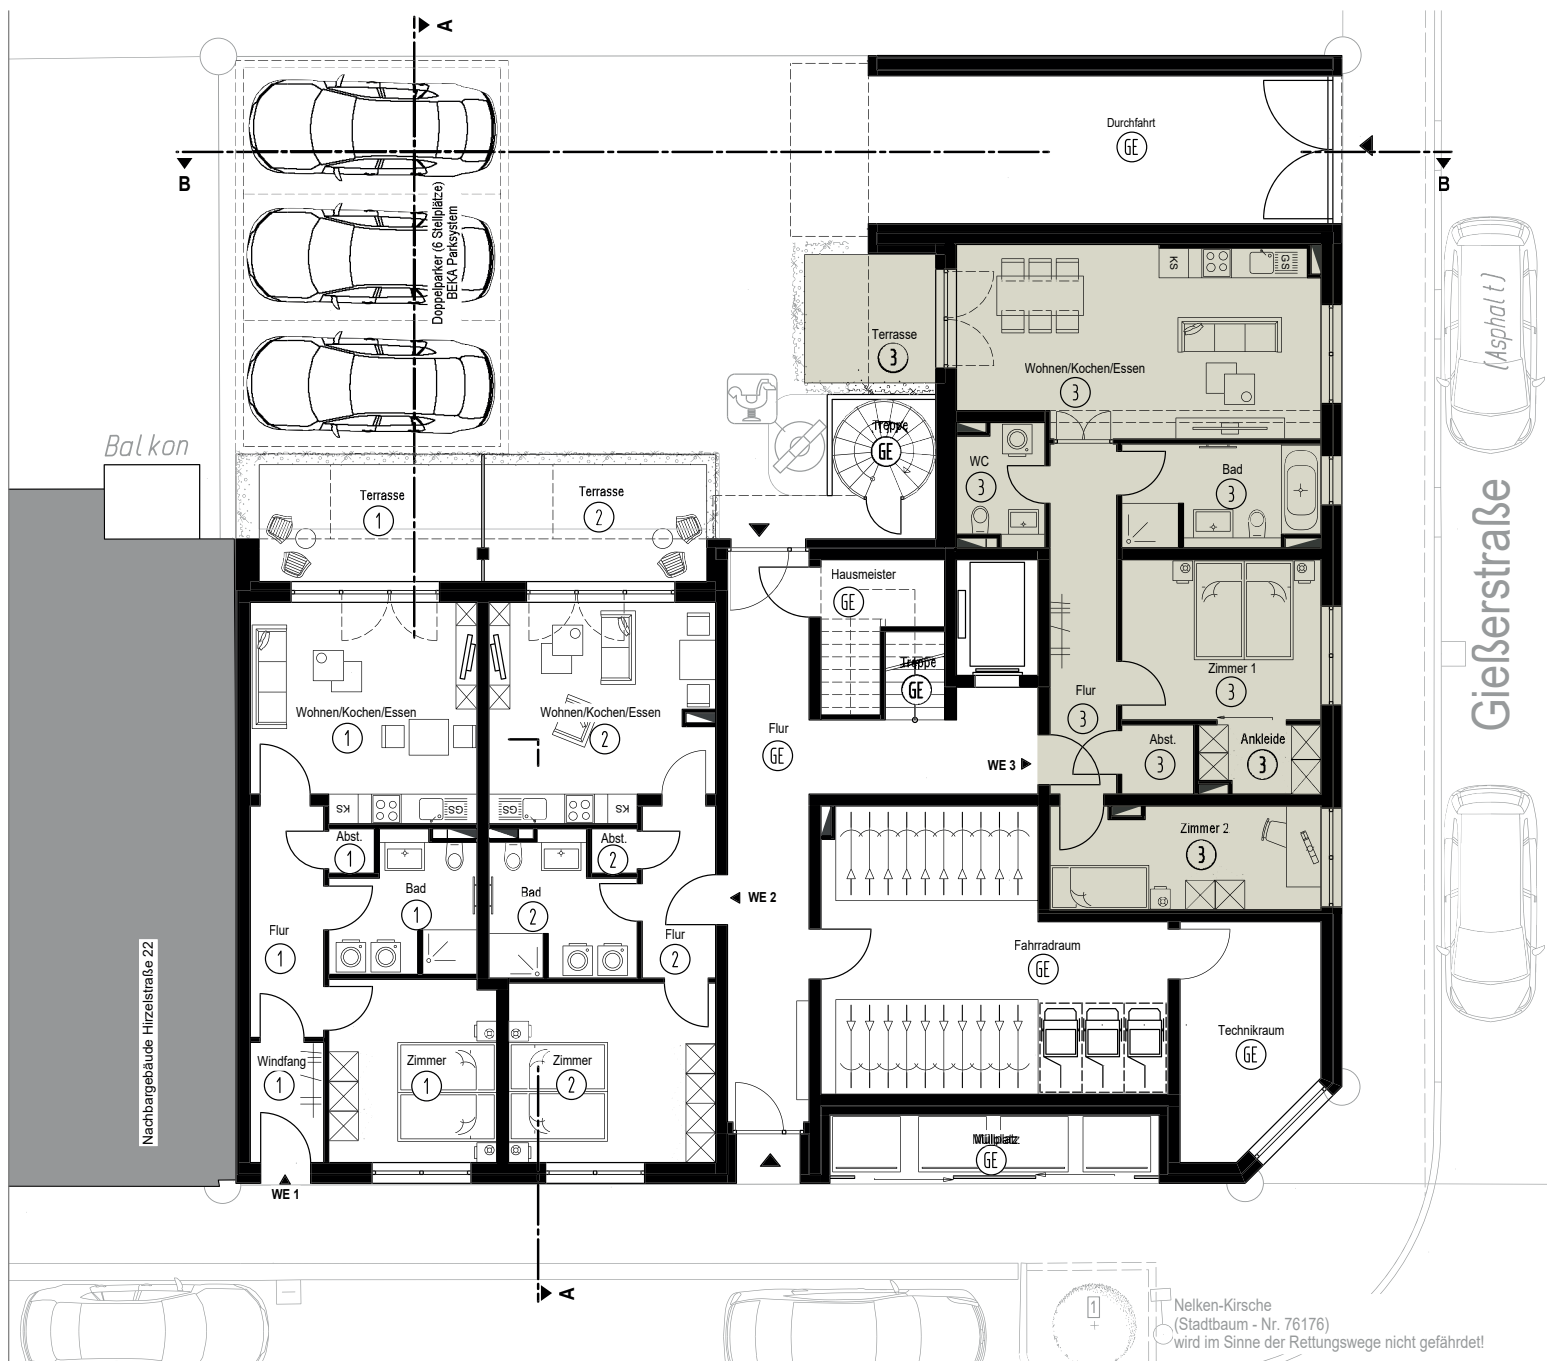 A
Durchfahrt
GE
B
B
Doppelparker (6 Stellplätze)
BEKA Parksystem
KS
GS
(Asphalt)
Terrasse
3
Wohnen/Kochen/Essen
3
Treppe
GE
Balkon
WC
3
Bad
3
Terrasse
1
Terrasse
2
Gießerstraße
Hausmeister
GE
Treppe
GE
Zimmer 1
3
Flur
3
Wohnen/Kochen/Essen
1
Wohnen/Kochen/Essen
2
Flur
GE
Abst.
3
Ankleide
3
WE 3
KS
GS
GS
KS
Abst.
1
Abst.
2
Zimmer 2
3
Bad
1
Bad
2
WE 2
Flur
1
Flur
2
Fahrradraum
GE
Nachbargebäude Hirzelstraße 22
Technikraum
GE
Windfang
1
Zimmer
1
Zimmer
2
Müllplatz
GE
WE 1
A
1
Nelken-Kirsche
(Stadtbaum - Nr. 76176)
wird im Sinne der Rettungswege nicht gefährdet!